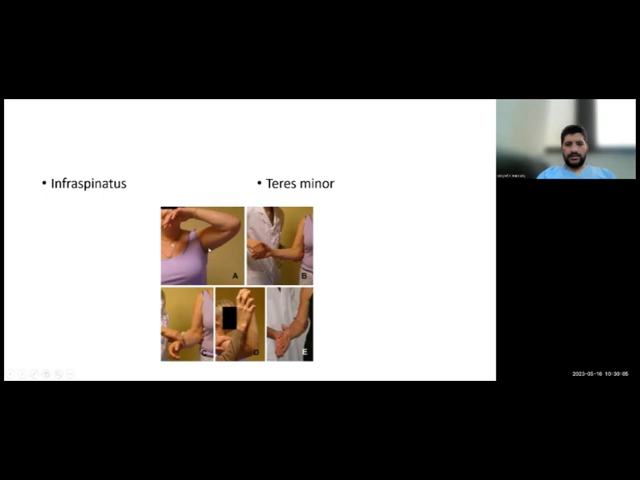 • Infraspinatus
• Teres minor
A
B
C
D
E
2023-05-16 10:30:05